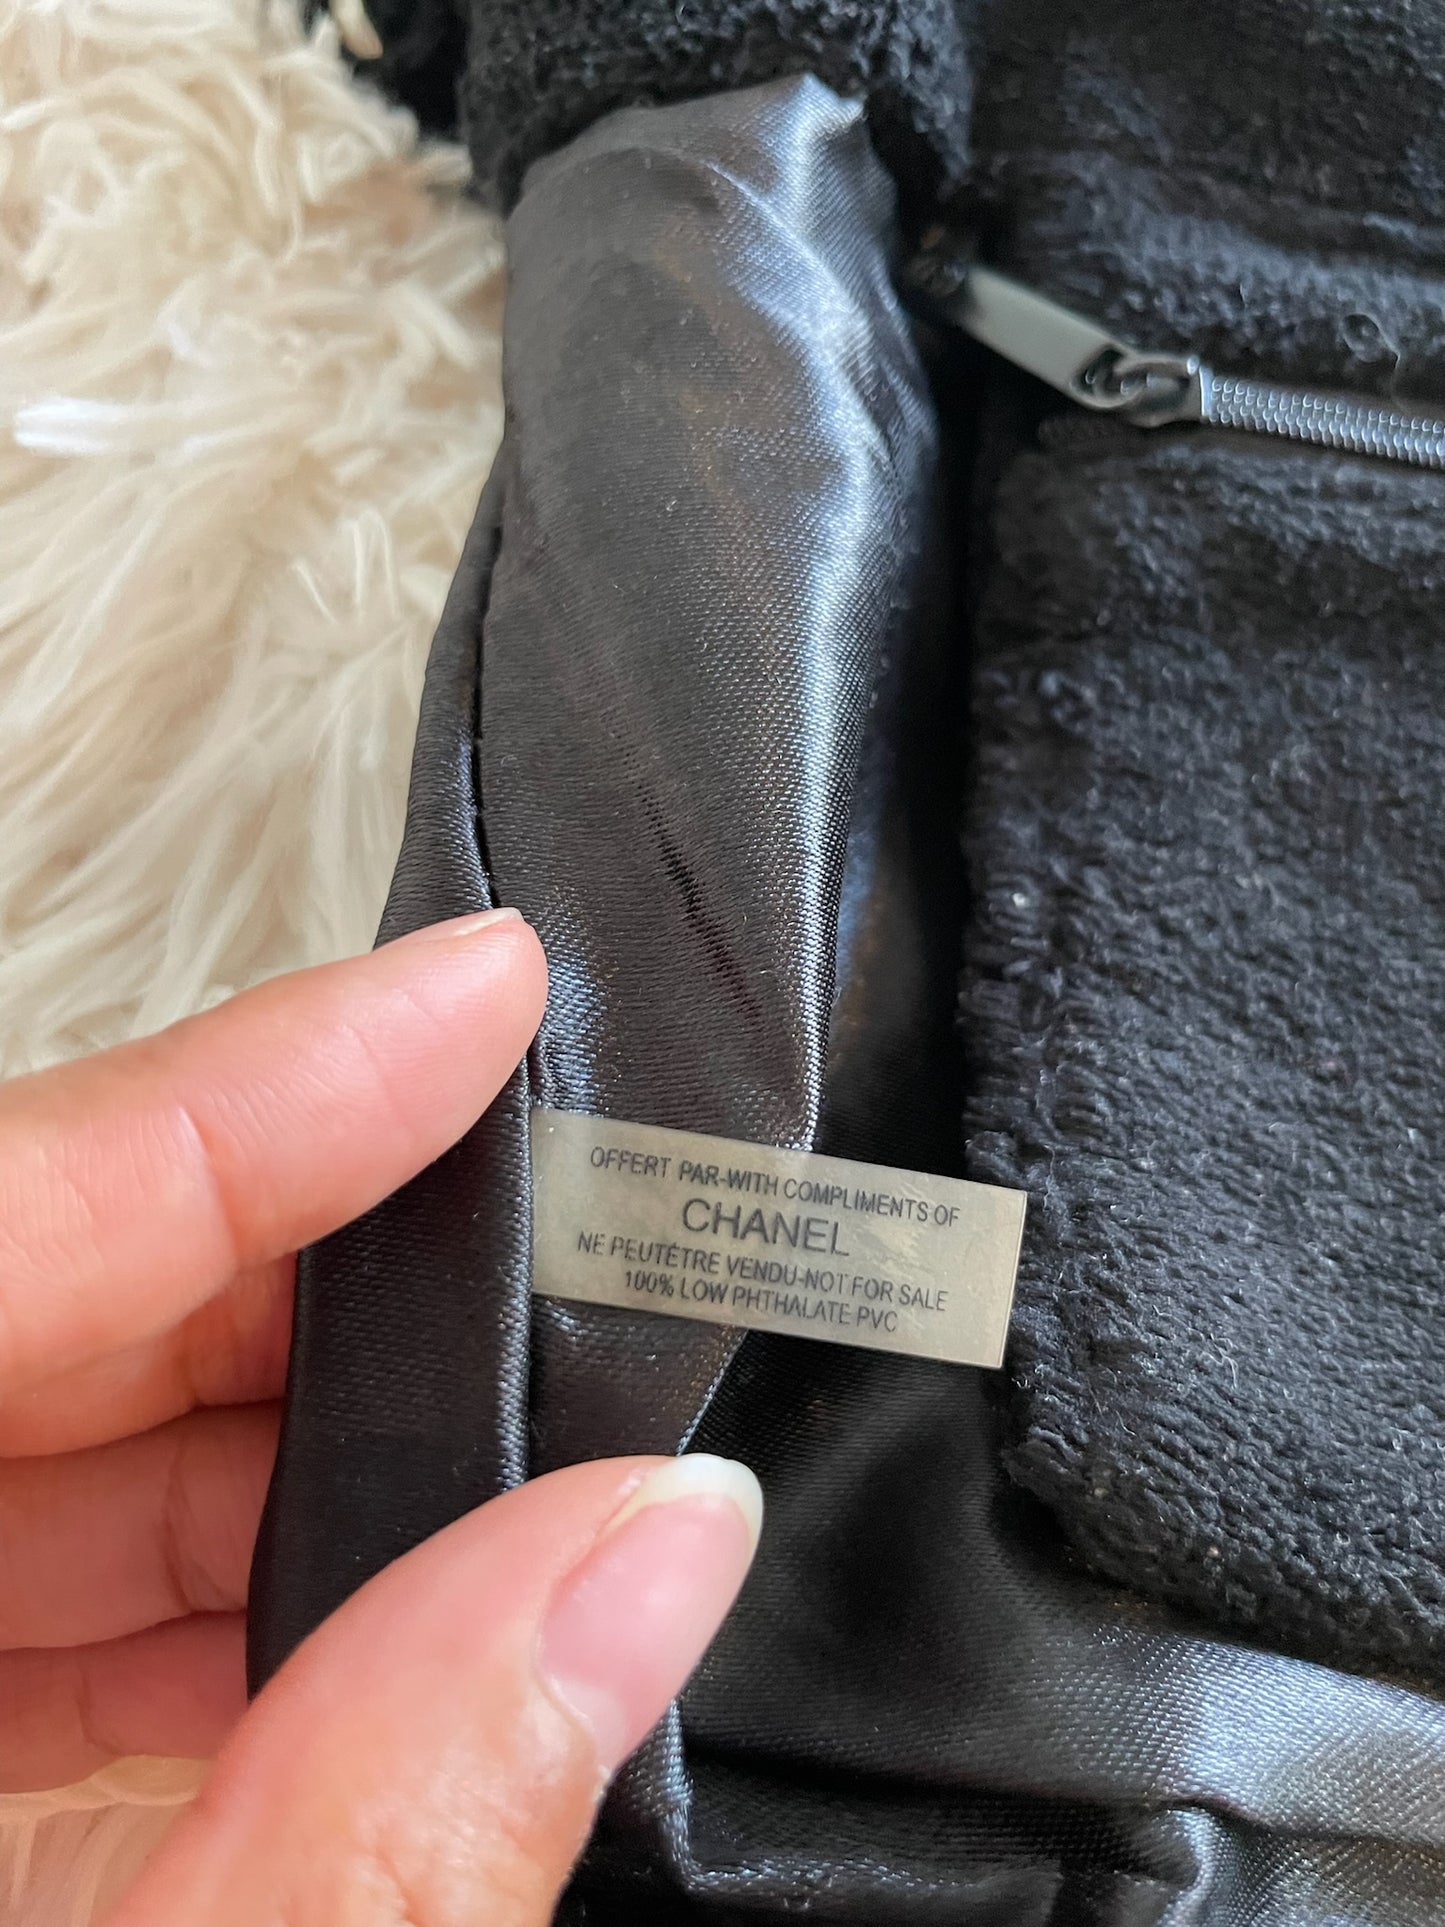 OFFERT PAR-WITH COMPLIMENTS OF
CHANEL
NE PEUTÉTRE VENDU-NOT FOR SALE
100% LOW PHTHALATE PVC